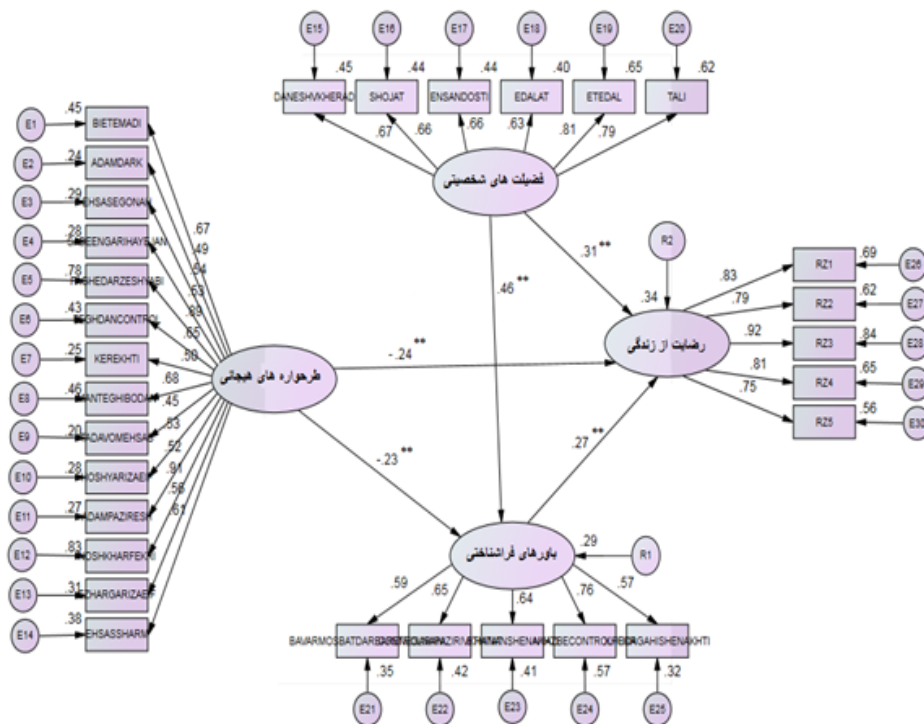 E15 E16 E17 E18 E19 E20
.45 .44 .44 .40 .65 .62
DANESHVKHERAD SHOJAT ENSANDOSTI EDALAT ETEDAL TALI
.67 .66 .66 .63 .81 .79
فضیلت های شخصیتی
E1 .45 BIETEMADI
E2 .24 ADAMDARK
E3 .29
E4 .28
E5 .78
E6 .43
E7 .25 KEREKHTI
E8 .46
E9 .20
E10 .28
E11 .27
E12 .83
E13 .31
E14 .38 EHSASSHARM
.67
.49
.54
.53
.89
.65
.50
.68
.45
.53
.52
.91
.56
.61
طرحواره های هیجانی
.31 **
.46 **
-.24 **
-.23 **
.27 **
R2
.34
رضایت از زندگی
.83 RZ1 .69 E26
.79 RZ2 .62 E27
.92 RZ3 .84 E28
.81 RZ4 .65 E29
.75 RZ5 .56 E30
باورهای فراشناختی
.29 R1
.59 .65 .64 .76 .57
.35 .42 .41 .57 .32
E21 E22 E23 E24 E25